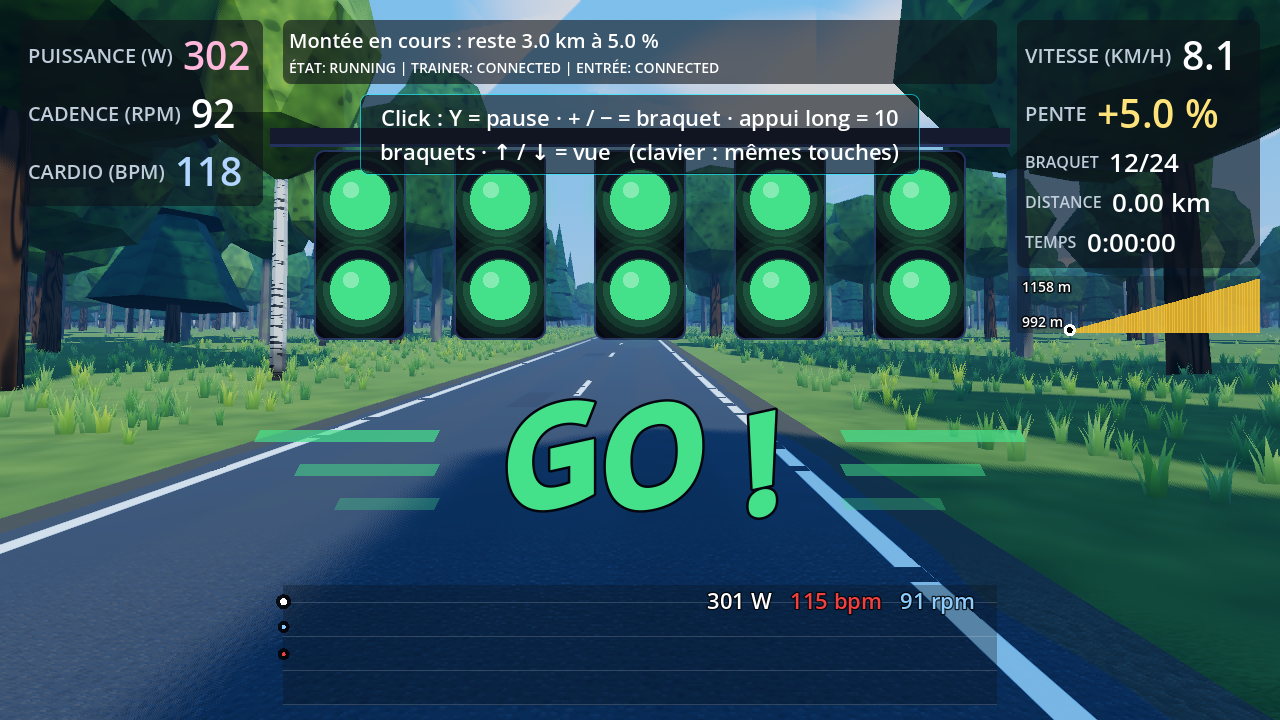 PUISSANCE (W) 302
CADENCE (RPM) 92
CARDIO (BPM) 118
Montée en cours : reste 3.0 km à 5.0 %
ÉTAT: RUNNING | TRAINER: CONNECTED | ENTRÉE: CONNECTED
Click : Y = pause · + / − = braquet · appui long = 10
braquets · ↑ / ↓ = vue (clavier : mêmes touches)
VITESSE (KM/H) 8.1
PENTE +5.0 %
BRAQUET 12/24
DISTANCE 0.00 km
TEMPS 0:00:00
1158 m
992 m
GO !
301 W 115 bpm 91 rpm